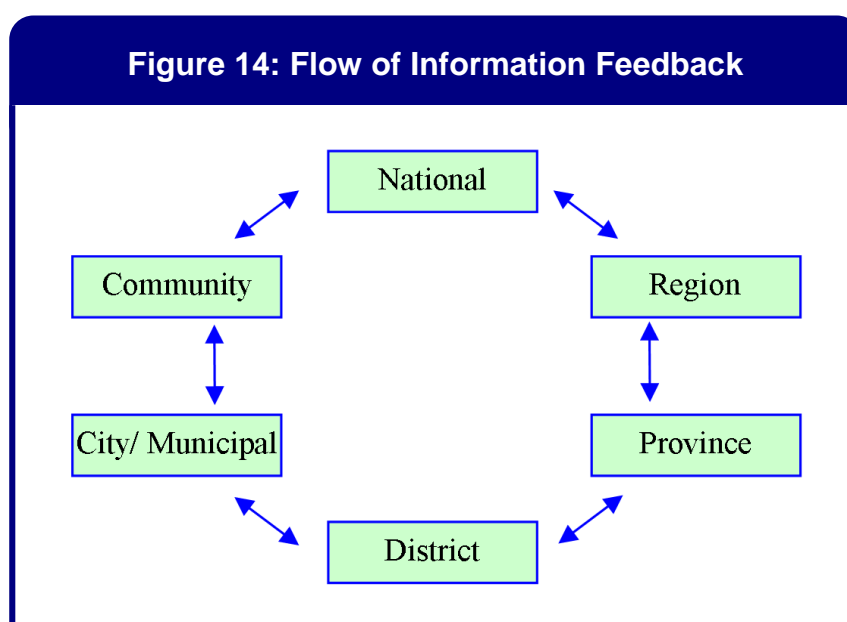 Figure 14: Flow of Information Feedback
National
Community
Region
City/ Municipal
Province
District